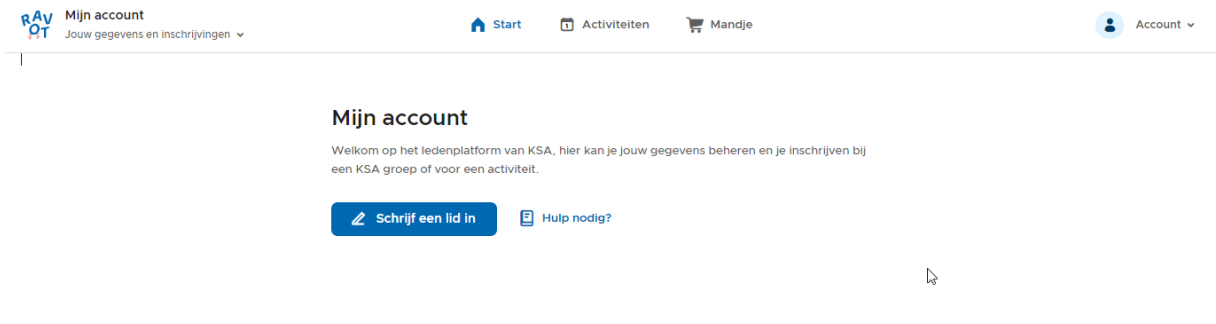 RAVOT
Mijn account
Jouw gegevens en inschrijvingen
Start
Activiteiten
Mandje
Account
Mijn account
Welkom op het ledenplatform van KSA, hier kan je jouw gegevens beheren en je inschrijven bij
een KSA groep of voor een activiteit.
Schrijf een lid in
Hulp nodig?